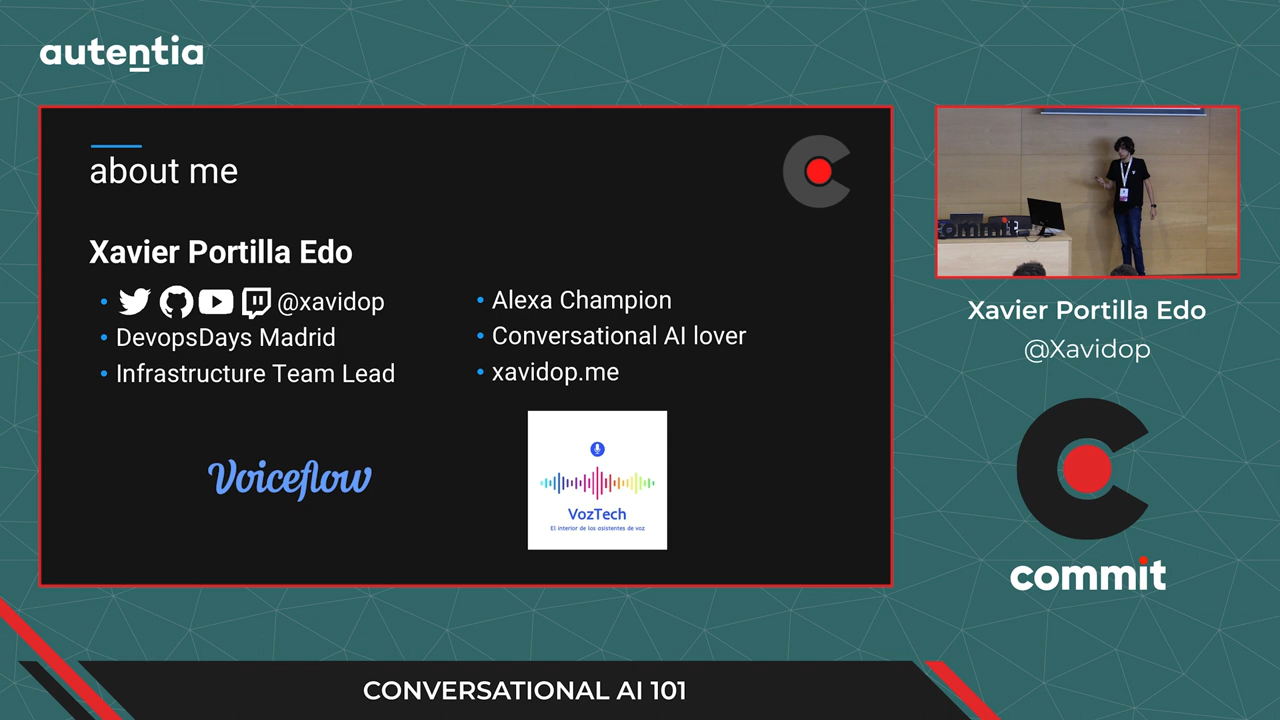 autentia
about me
Xavier Portilla Edo
@xavidop
DevopsDays Madrid
Infrastructure Team Lead
Alexa Champion
Conversational AI lover
xavidop.me
Voiceflow
VozTech
El interior de los asistentes de voz
commit
Xavier Portilla Edo
@Xavidop
commit
CONVERSATIONAL AI 101